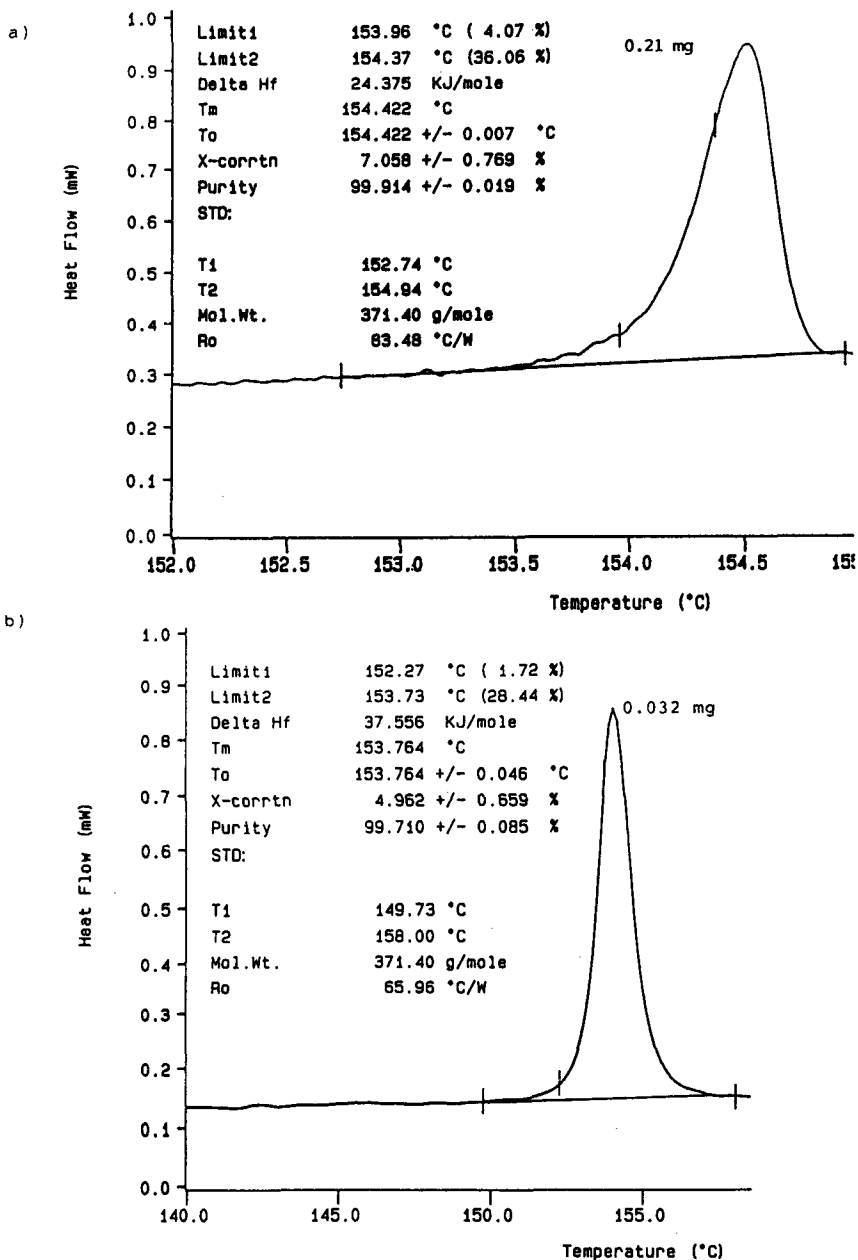 a)
1.0
0.9
0.8
0.7
0.6
0.5
0.4
0.3
0.2
0.1
0.0
Heat Flow (mW)
Limit1 153.96 °C ( 4.07 %)
Limit2 154.37 °C (36.06 %)
Delta Hf 24.375 KJ/mole
Tm 154.422 °C
To 154.422 +/- 0.007 °C
X-corrtn 7.058 +/- 0.769 %
Purity 99.914 +/- 0.019 %
STD:
T1 152.74 °C
T2 154.94 °C
Mol.Wt. 371.40 g/mole
Ro 83.48 °C/W
0.21 mg
152.0 152.5 153.0 153.5 154.0 154.5 155
Temperature (°C)
b)
1.0
0.9
0.8
0.7
0.6
0.5
0.4
0.3
0.2
0.1
0.0
Heat Flow (mW)
Limit1 152.27 °C ( 1.72 %)
Limit2 153.73 °C (28.44 %)
Delta Hf 37.556 KJ/mole
Tm 153.764 °C
To 153.764 +/- 0.046 °C
X-corrtn 4.962 +/- 0.659 %
Purity 99.710 +/- 0.085 %
STD:
T1 149.73 °C
T2 158.00 °C
Mol.Wt. 371.40 g/mole
Ro 65.96 °C/W
0.032 mg
140.0 145.0 150.0 155.0
Temperature (°C)